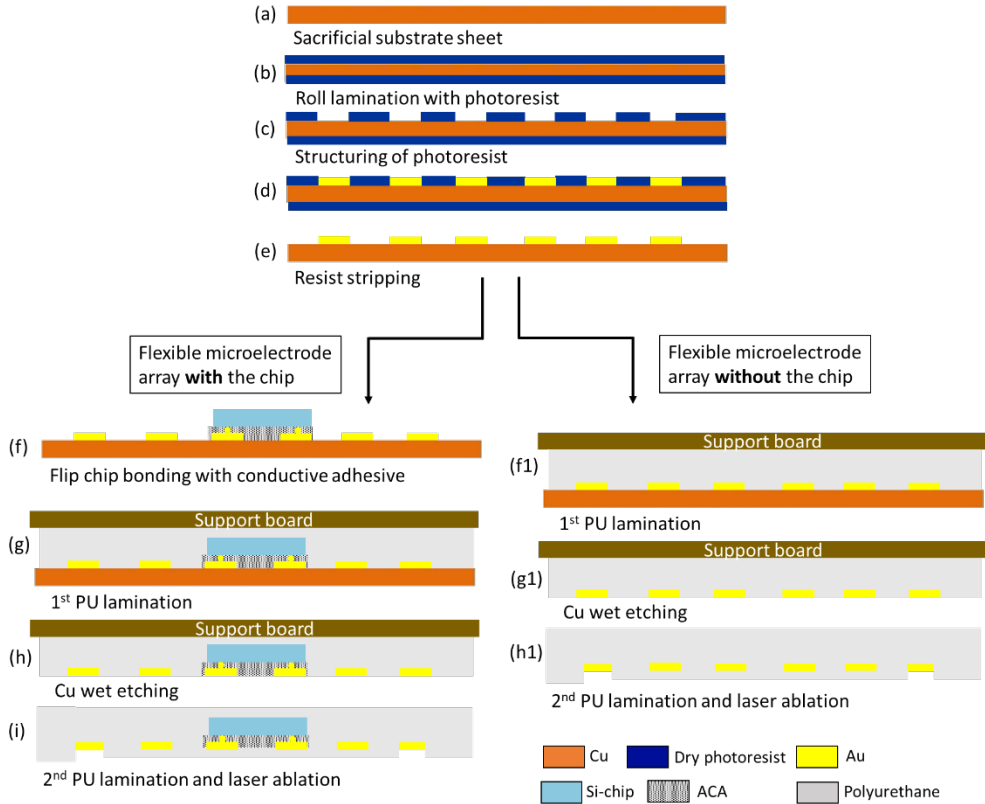 (a)
Sacrificial substrate sheet
(b)
Roll lamination with photoresist
(c)
Structuring of photoresist
(d)
(e)
Resist stripping
Flexible microelectrode
array with the chip
Flexible microelectrode
array without the chip
(f)
Flip chip bonding with conductive adhesive
Support board
(g)
1st PU lamination
Support board
(h)
Cu wet etching
(i)
2nd PU lamination and laser ablation
Support board
(f1)
1st PU lamination
Support board
(g1)
Cu wet etching
(h1)
2nd PU lamination and laser ablation
Cu
Dry photoresist
Au
Si-chip
ACA
Polyurethane